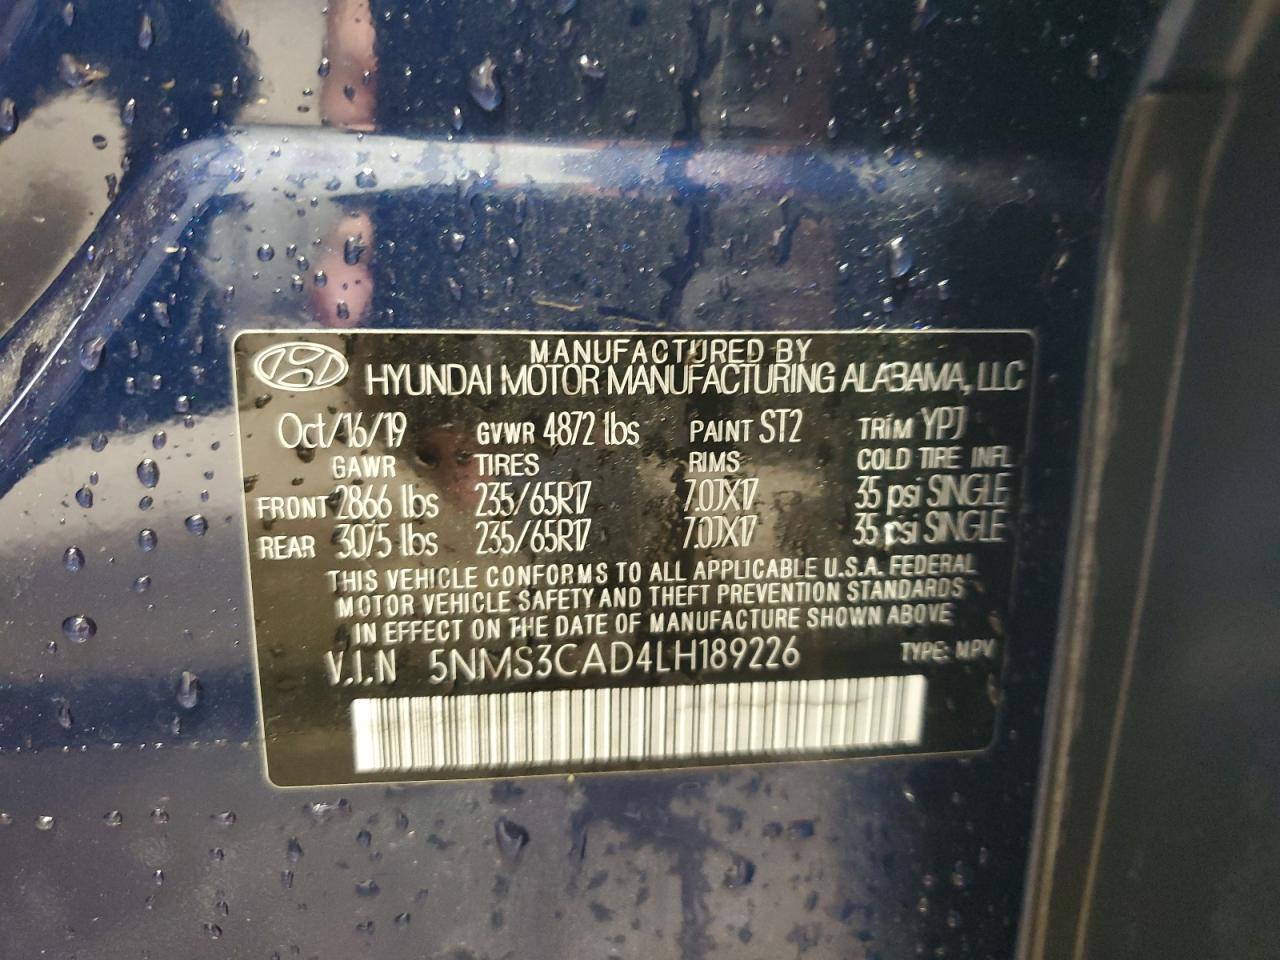 MANUFACTURED BY
HYUNDAI MOTOR MANUFACTURING ALABAMA, LLC
Oct/16/19 GVWR 4872 lbs PAINT ST2 TRIM YPJ
GAWR TIRES RIMS COLD TIRE INFL
FRONT 2866 lbs 235/65R17 7.0JX17 35 psi SINGLE
REAR 3075 lbs 235/65R17 7.0JX17 35 psi SINGLE
THIS VEHICLE CONFORMS TO ALL APPLICABLE U.S.A. FEDERAL
MOTOR VEHICLE SAFETY AND THEFT PREVENTION STANDARDS
IN EFFECT ON THE DATE OF MANUFACTURE SHOWN ABOVE
V.I.N 5NMS3CAD4LH189226 TYPE: MPV